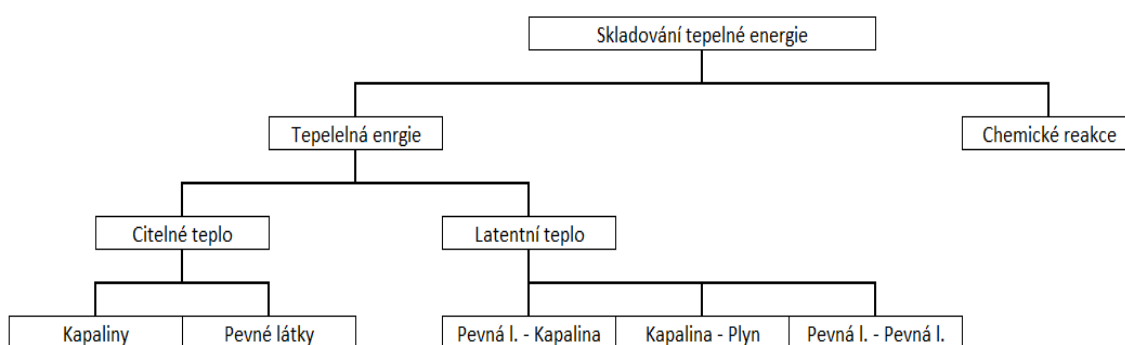 Skladování tepelné energie
Tepelelná enrgie
Chemické reakce
Citelné teplo
Latentní teplo
Kapaliny
Pevné látky
Pevná l. - Kapalina
Kapalina - Plyn
Pevná l. - Pevná l.